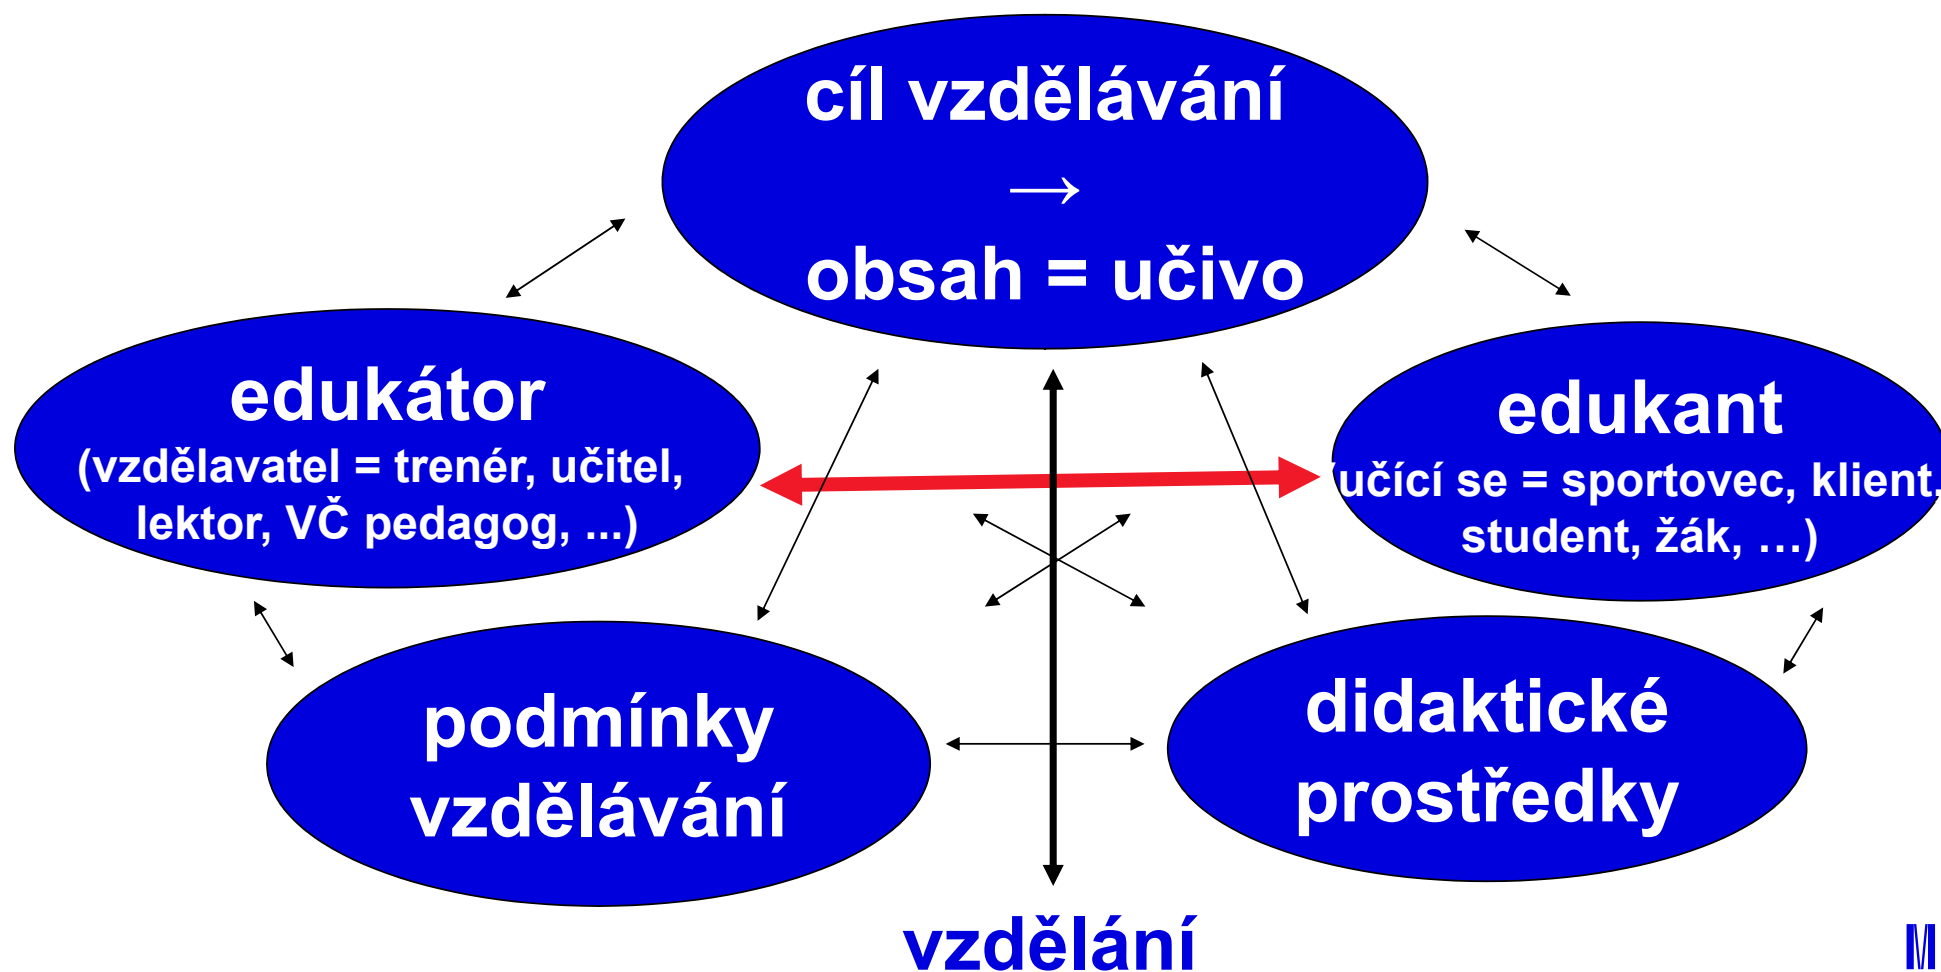 cíl vzdělávání
→
obsah = učivo
edukátor
(vzdělavatel = trenér, učitel,
lektor, VČ pedagog, ...)
edukant
učící se = sportovec, klient,
student, žák, …)
podmínky
vzdělávání
didaktické
prostředky
vzdělání
M